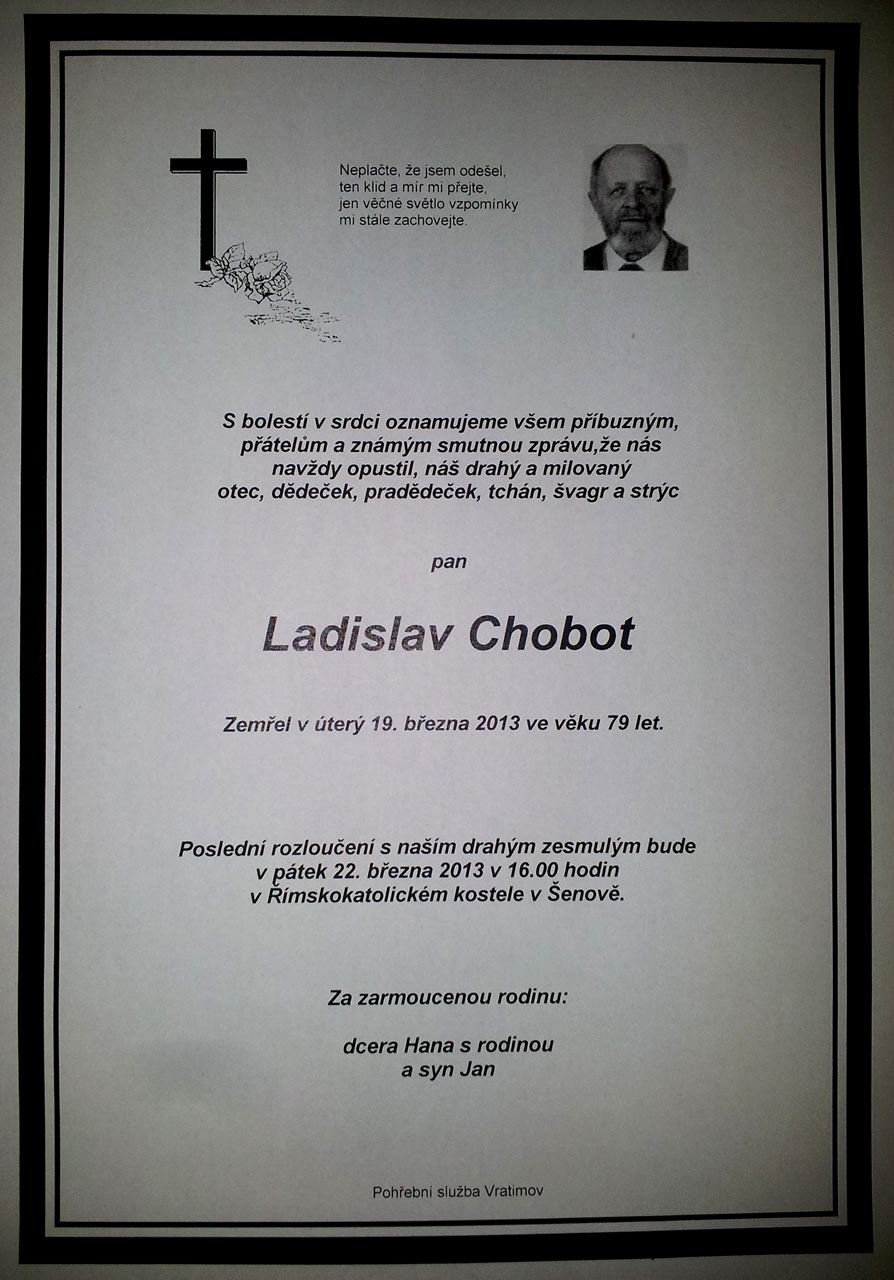 Neplačte, že jsem odešel,
ten klid a mír mi přejte,
jen věčné světlo vzpomínky
mi stále zachovejte.
S bolestí v srdci oznamujeme všem příbuzným,
přátelům a známým smutnou zprávu,že nás
navždy opustil, náš drahý a milovaný
otec, dědeček, pradědeček, tchán, švagr a strýc
pan
Ladislav Chobot
Zemřel v úterý 19. března 2013 ve věku 79 let.
Poslední rozloučení s naším drahým zesmulým bude
v pátek 22. března 2013 v 16.00 hodin
v Římskokatolickém kostele v Šenově.
Za zarmoucenou rodinu:
dcera Hana s rodinou
a syn Jan
Pohřební služba Vratimov